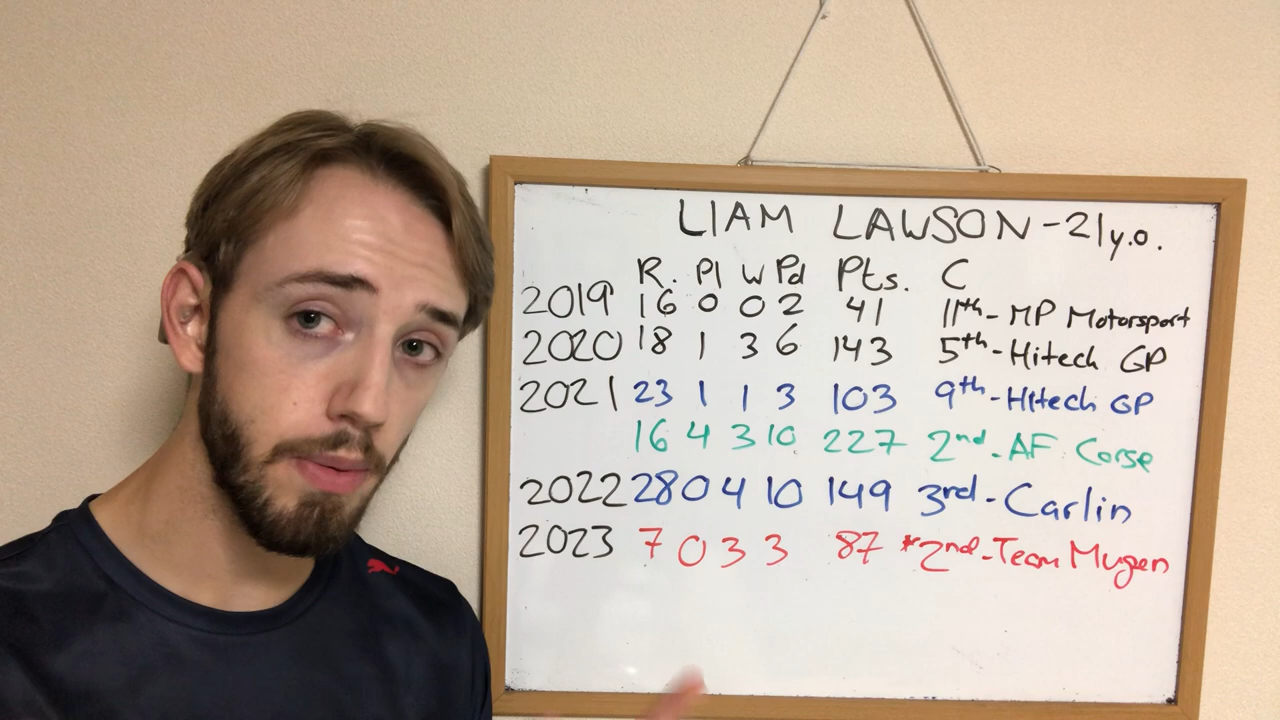 LIAM LAWSON - 21 y.o.
R. Pl W Pd Pts. C
2019 16 0 0 2 41 11th - MP Motorsport
2020 18 1 3 6 143 5th - Hitech GP
2021 23 1 1 3 103 9th - Hitech GP
16 4 3 10 227 2nd - AF Corse
2022 28 0 4 10 149 3rd - Carlin
2023 7 0 3 3 87 *2nd - Team Mugen